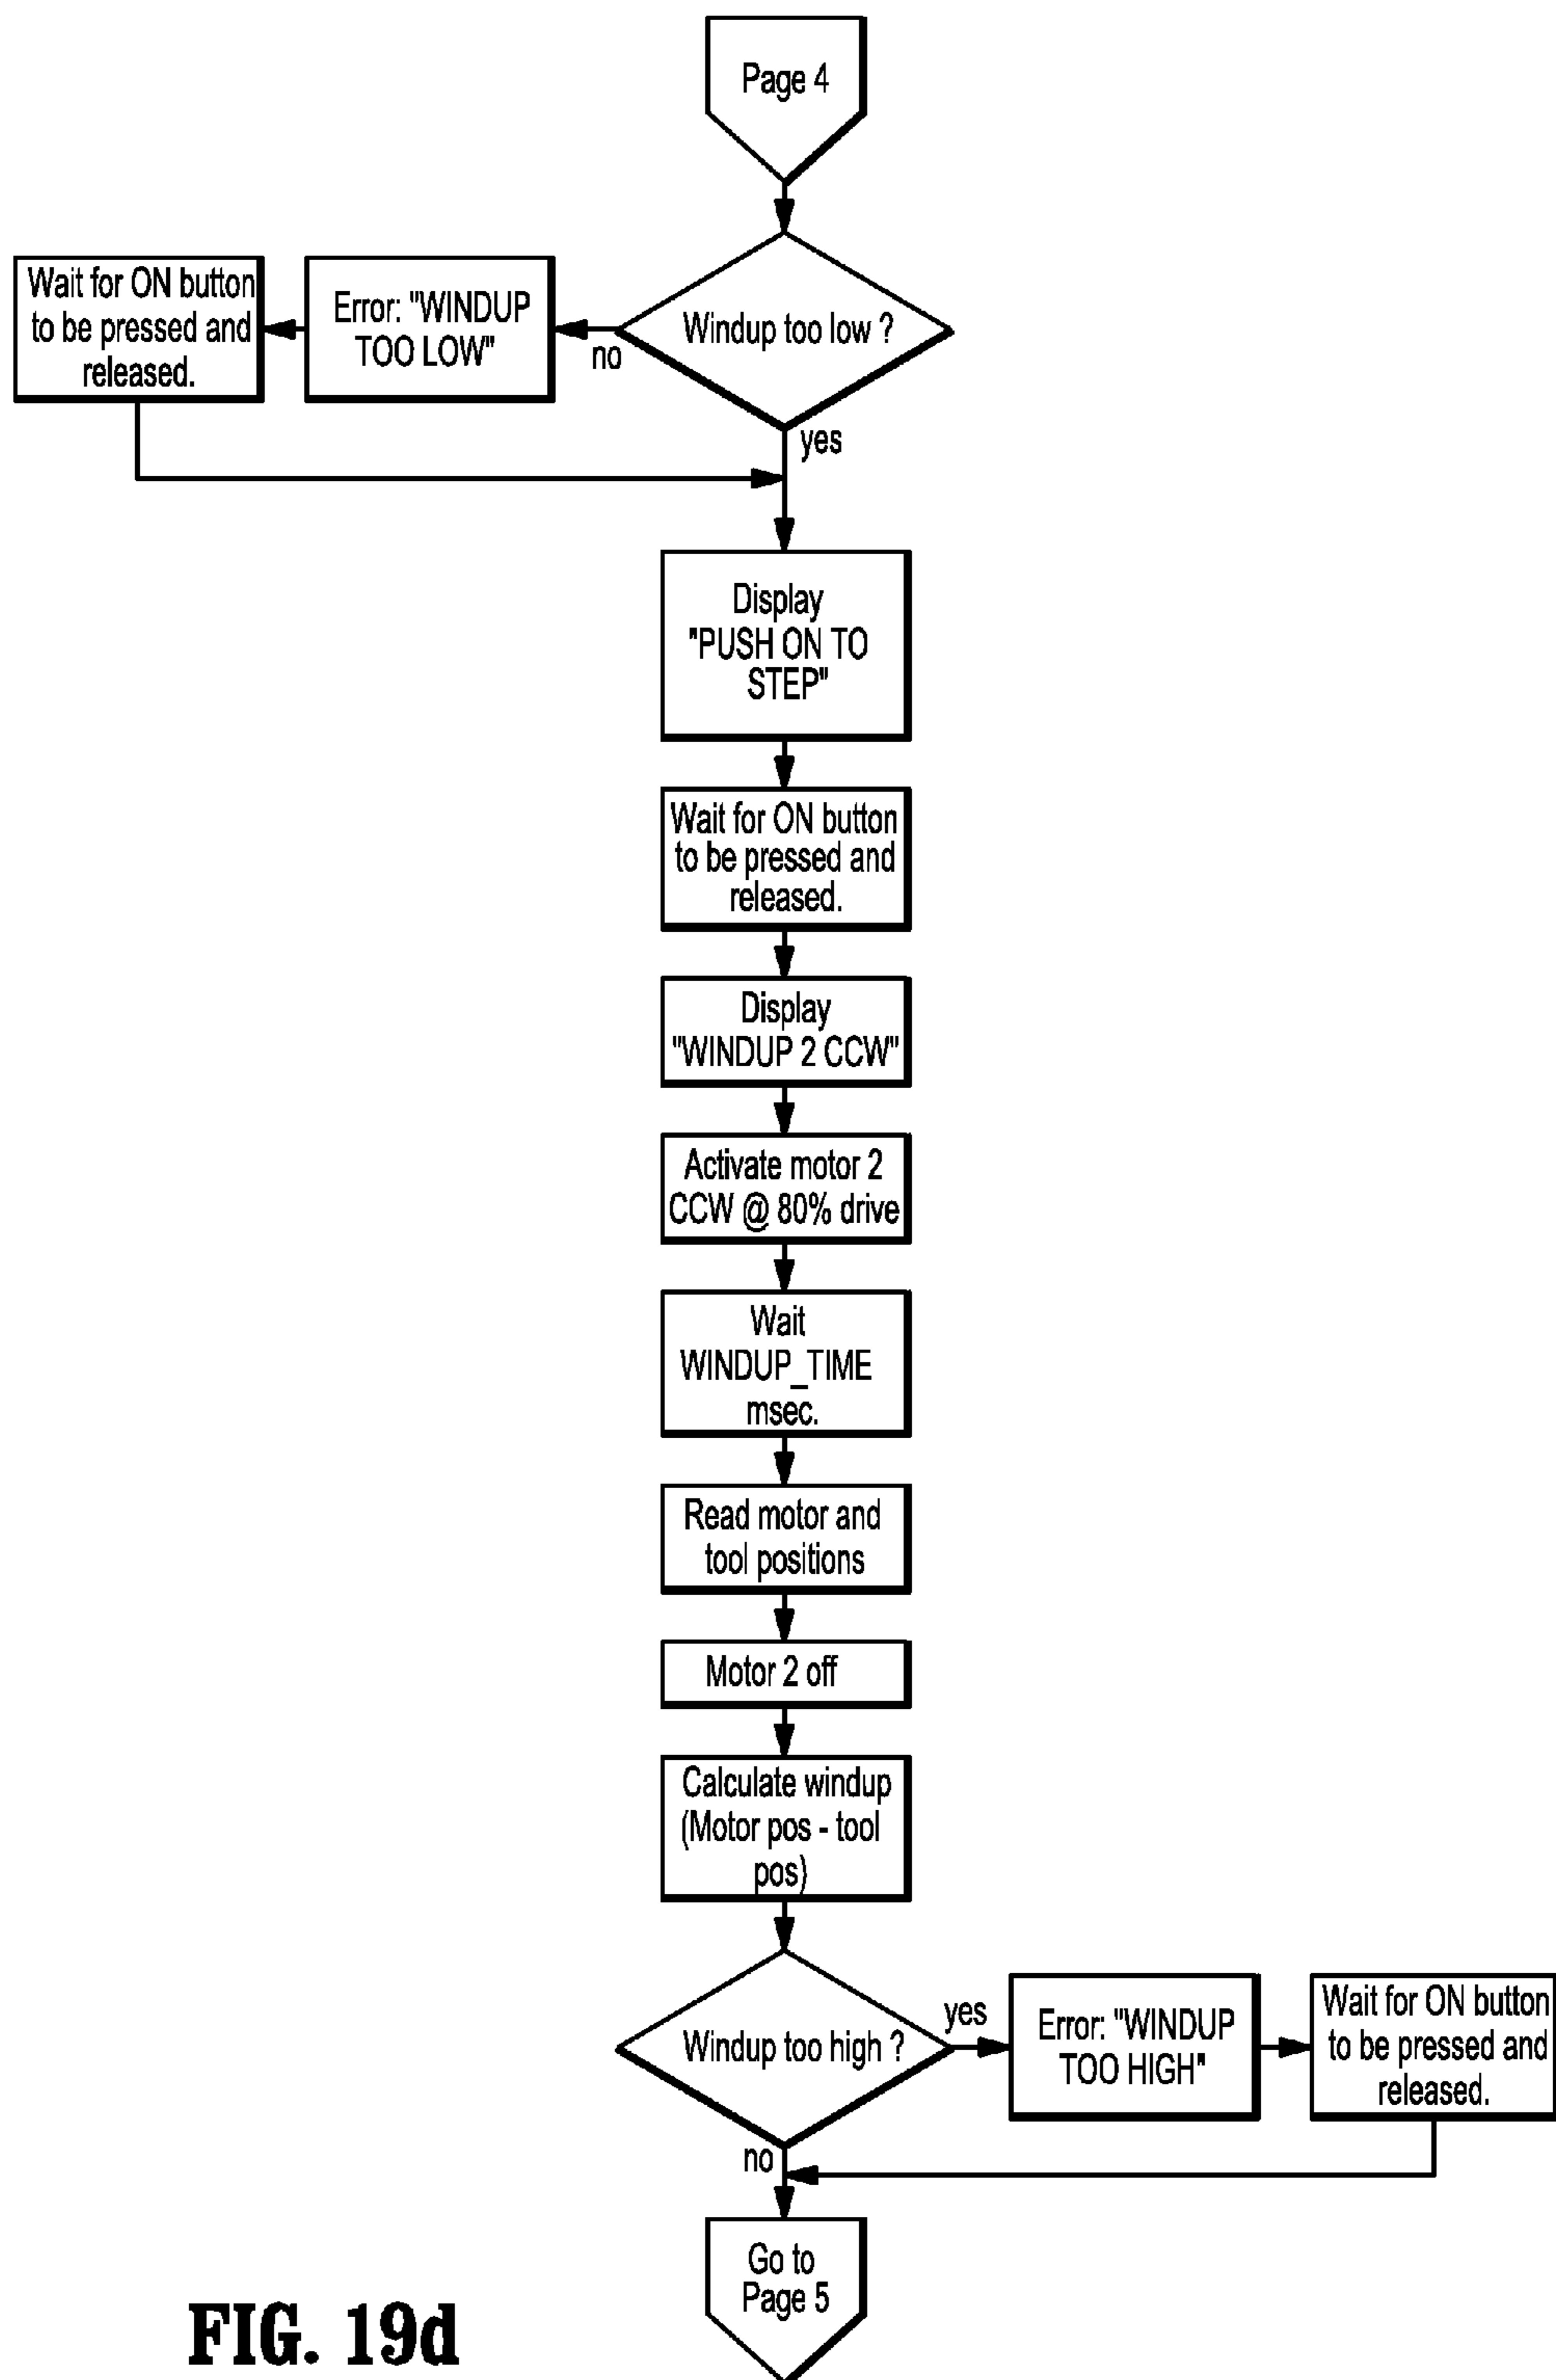 Page 4
Windup too low ?
no
yes
Error: "WINDUP
TOO LOW"
Wait for ON button
to be pressed and
released.
Display
"PUSH ON TO
STEP"
Wait for ON button
to be pressed and
released.
Display
"WINDUP 2 CCW"
Activate motor 2
CCW @ 80% drive
Wait
WINDUP_TIME
msec.
Read motor and
tool positions
Motor 2 off
Calculate windup
(Motor pos - tool
pos)
Windup too high ?
yes
Error: "WINDUP
TOO HIGH"
Wait for ON button
to be pressed and
released.
no
Go to
Page 5
FIG. 19d